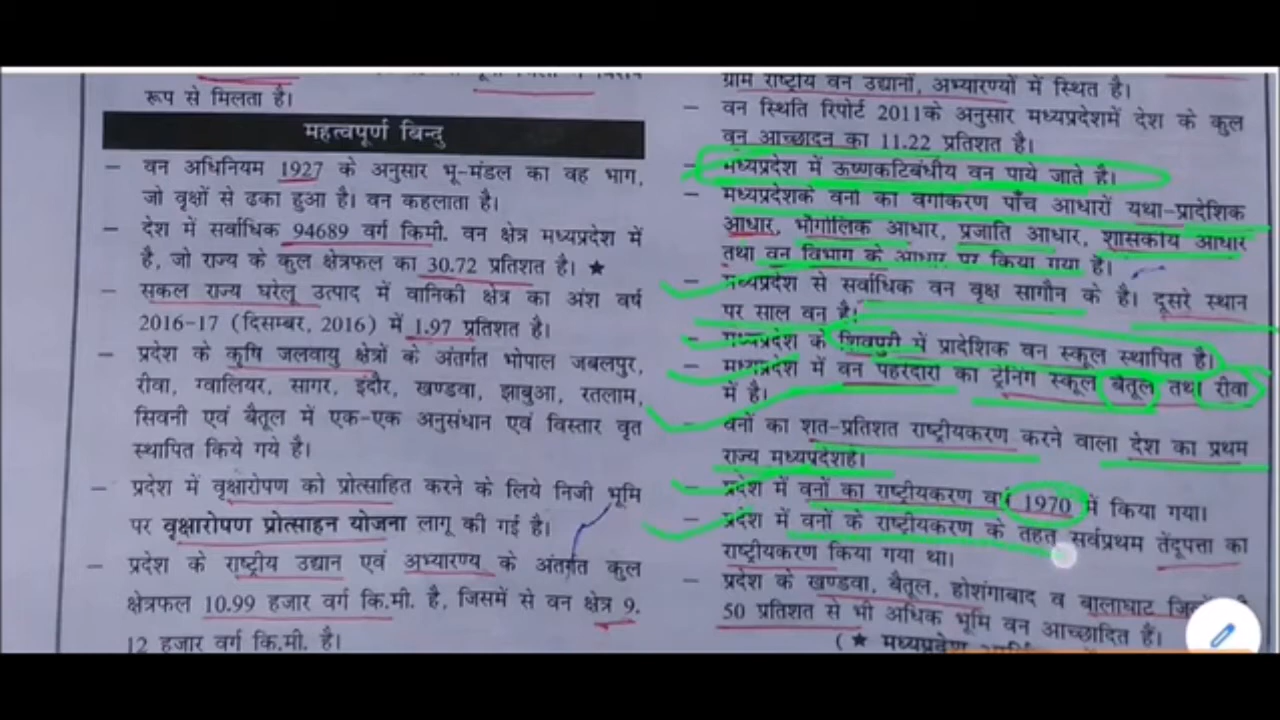 रूप से मिलता है।
महत्वपूर्ण बिन्दु
– वन अधिनियम 1927 के अनुसार भू-मंडल का वह भाग,
जो वृक्षों से ढका हुआ है। वन कहलाता है।
– देश में सर्वाधिक 94689 वर्ग किमी. वन क्षेत्र मध्यप्रदेश में
है, जो राज्य के कुल क्षेत्रफल का 30.72 प्रतिशत है। ★
– सकल राज्य घरेलू उत्पाद में वानिकी क्षेत्र का अंश वर्ष
2016-17 (दिसम्बर, 2016) में 1.97 प्रतिशत है।
– प्रदेश के कृषि जलवायु क्षेत्रों के अंतर्गत भोपाल जबलपुर,
रीवा, ग्वालियर, सागर, इंदौर, खण्डवा, झाबुआ, रतलाम,
सिवनी एवं बैतूल में एक-एक अनुसंधान एवं विस्तार वृत
स्थापित किये गये है।
– प्रदेश में वृक्षारोपण को प्रोत्साहित करने के लिये निजी भूमि
पर वृक्षारोपण प्रोत्साहन योजना लागू की गई है।
– प्रदेश के राष्ट्रीय उद्यान एवं अभ्यारण्य के अंतर्गत कुल
क्षेत्रफल 10.99 हजार वर्ग कि.मी. है, जिसमें से वन क्षेत्र 9.
12 हजार वर्ग कि.मी. है।
ग्राम राष्ट्रीय वन उद्यानों, अभ्यारण्यों में स्थित है।
– वन स्थिति रिपोर्ट 2011के अनुसार मध्यप्रदेशमें देश के कुल
वन आच्छादन का 11.22 प्रतिशत है।
– मध्यप्रदेश में ऊष्णकटिबंधीय वन पाये जाते है।
– मध्यप्रदेशके वनों का वर्गीकरण पाँच आधारों यथा-प्रादेशिक
आधार, भौगोलिक आधार, प्रजाति आधार, शासकीय आधार
तथा वन विभाग के आधार पर किया गया है।
– मध्यप्रदेश से सर्वाधिक वन वृक्ष सागौन के है। दूसरे स्थान
पर साल वन है।
– मध्यप्रदेश के शिवपुरी में प्रादेशिक वन स्कूल स्थापित है।
– मध्यप्रदेश में वन पहरेदारों का ट्रेनिंग स्कूल बैतूल तथा रीवा
में है।
– वनों का शत-प्रतिशत राष्ट्रीयकरण करने वाला देश का प्रथम
राज्य मध्यप्रदेशहै।
– प्रदेश में वनों का राष्ट्रीयकरण 1970 में किया गया।
– प्रदेश में वनों के राष्ट्रीयकरण के तहत सर्वप्रथम तेंदूपत्ता का
राष्ट्रीयकरण किया गया था।
– प्रदेश के खण्डवा, बैतूल, होशंगाबाद व बालाघाट
50 प्रतिशत से भी अधिक भूमि वन आच्छादित है।
(★ मध्यप्रदेश